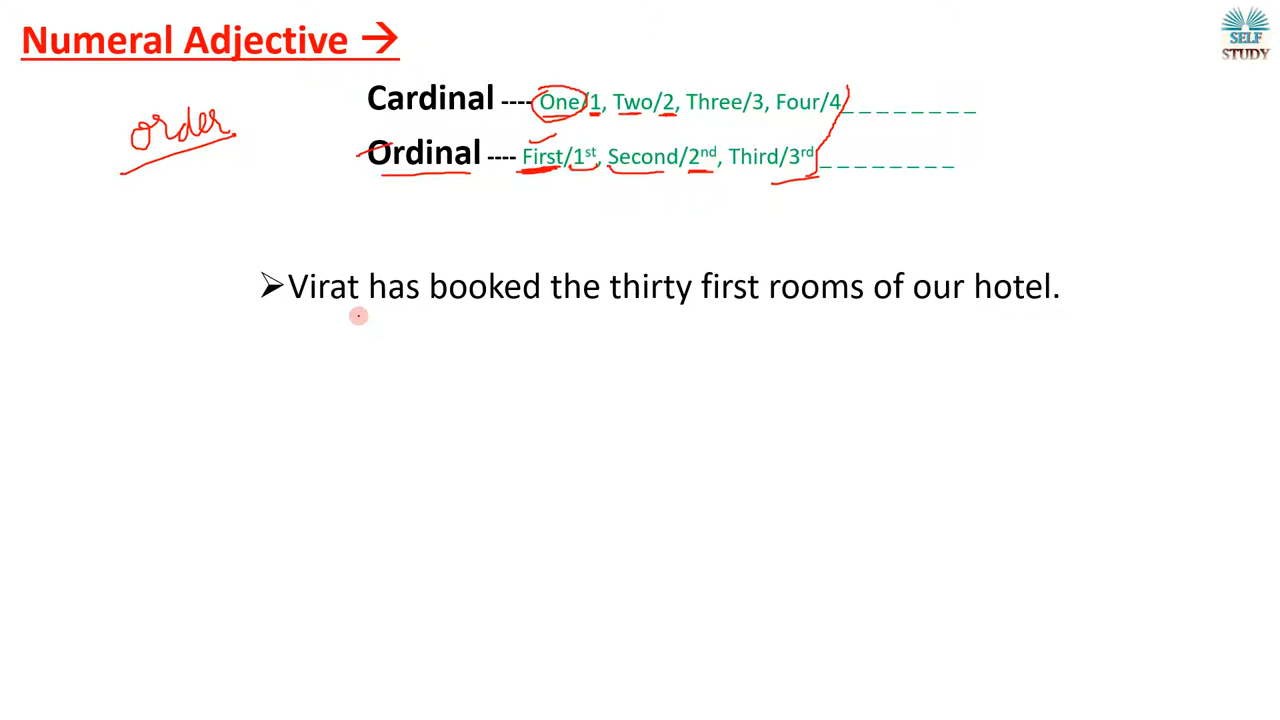 Numeral Adjective →
SELF
STUDY
Cardinal ---- One/1, Two/2, Three/3, Four/4 _ _ _ _ _ _ _ _
order
Ordinal ---- First/1st, Second/2nd, Third/3rd _ _ _ _ _ _ _ _
➢Virat has booked the thirty first rooms of our hotel.